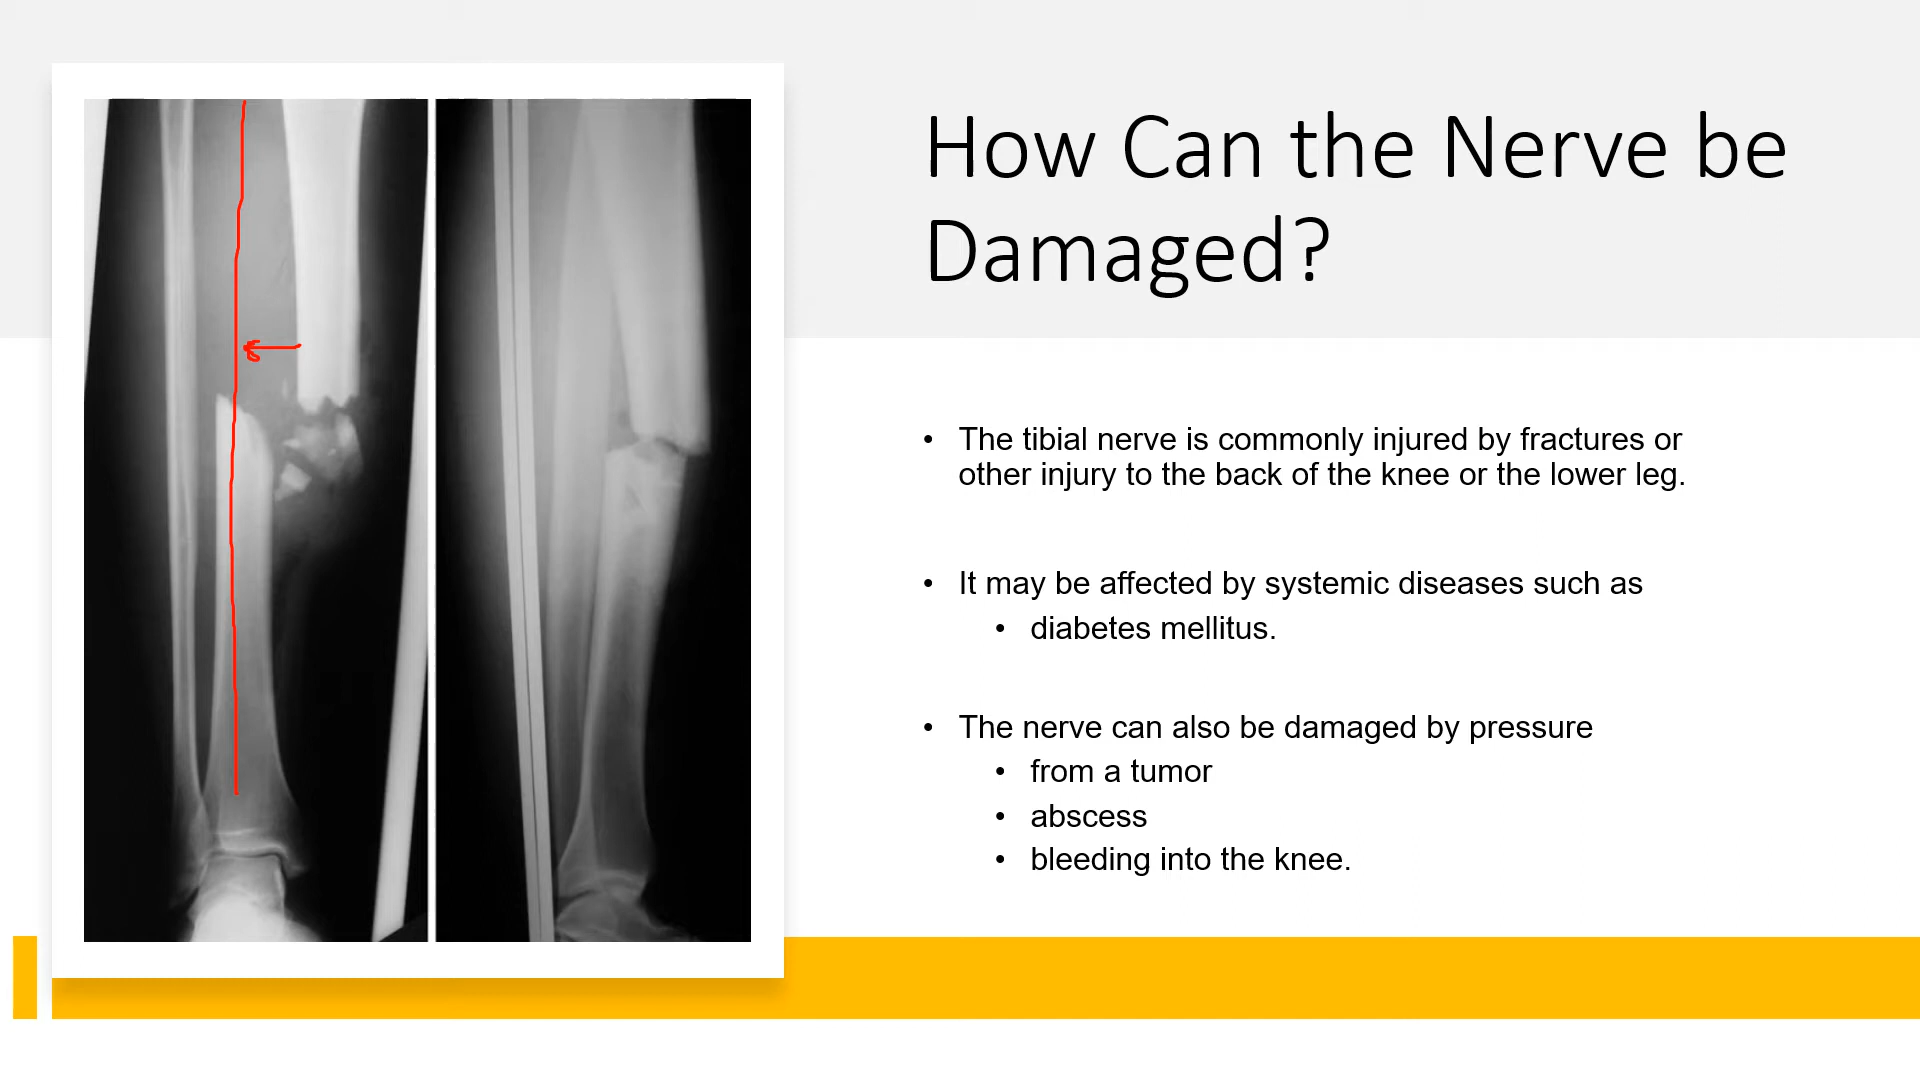 How Can the Nerve be
Damaged?
• The tibial nerve is commonly injured by fractures or
other injury to the back of the knee or the lower leg.
• It may be affected by systemic diseases such as
• diabetes mellitus.
• The nerve can also be damaged by pressure
• from a tumor
• abscess
• bleeding into the knee.